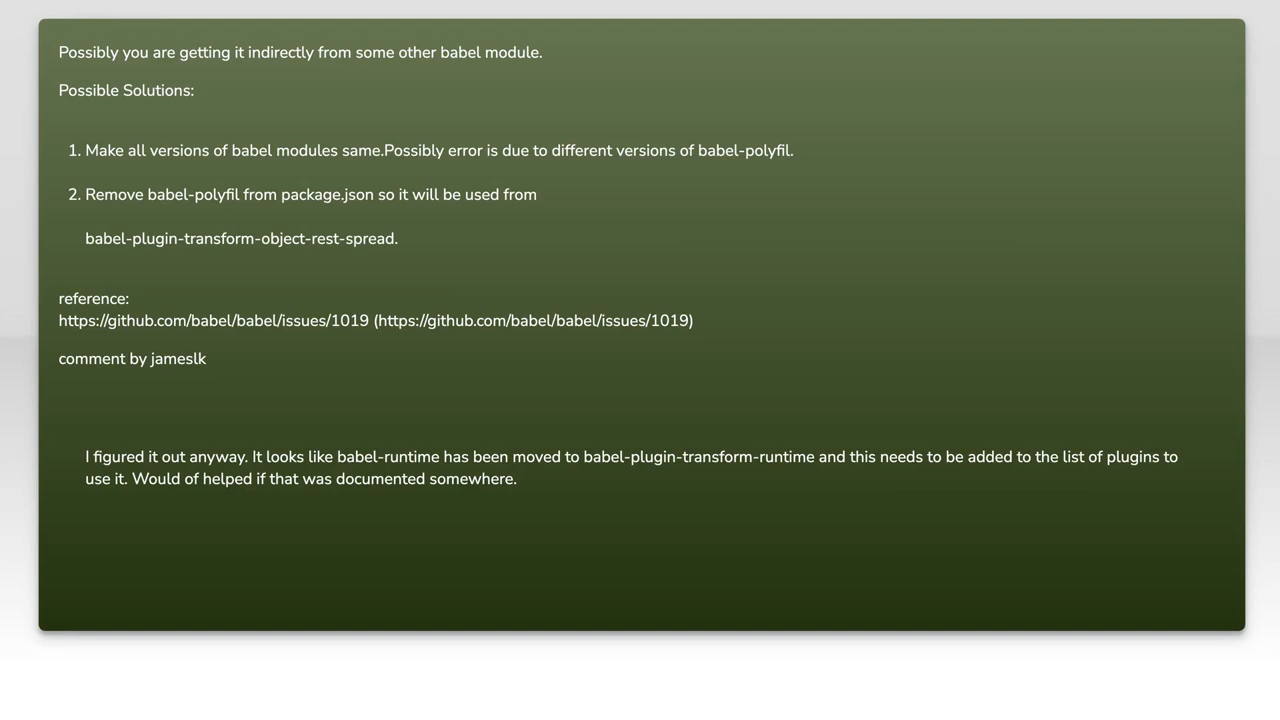 Possibly you are getting it indirectly from some other babel module.
Possible Solutions:
1. Make all versions of babel modules same.Possibly error is due to different versions of babel-polyfil.
2. Remove babel-polyfil from package.json so it will be used from
babel-plugin-transform-object-rest-spread.
reference:
https://github.com/babel/babel/issues/1019 (https://github.com/babel/babel/issues/1019)
comment by jameslk
I figured it out anyway. It looks like babel-runtime has been moved to babel-plugin-transform-runtime and this needs to be added to the list of plugins to
use it. Would of helped if that was documented somewhere.